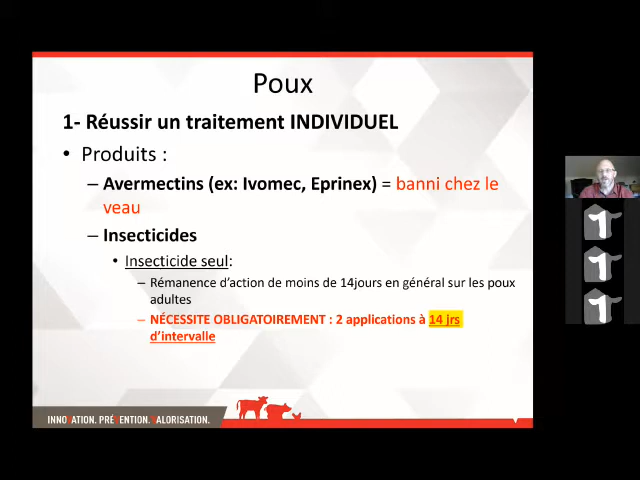 Poux
1- Réussir un traitement INDIVIDUEL
• Produits :
– Avermectins (ex: Ivomec, Eprinex) = banni chez le
veau
– Insecticides
• Insecticide seul:
– Rémanence d'action de moins de 14jours en général sur les poux
adultes
– NÉCESSITE OBLIGATOIREMENT : 2 applications à 14 jrs
d'intervalle
INNOVATION. PRÉVENTION. VALORISATION.